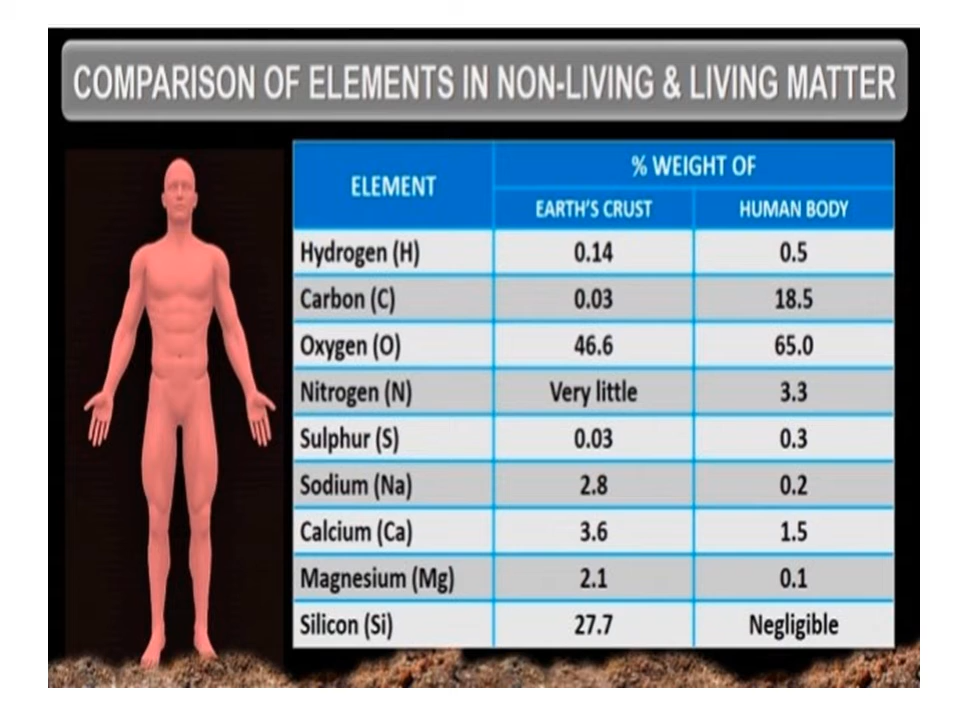 COMPARISON OF ELEMENTS IN NON-LIVING & LIVING MATTER
ELEMENT % WEIGHT OF
EARTH'S CRUST HUMAN BODY
Hydrogen (H) 0.14 0.5
Carbon (C) 0.03 18.5
Oxygen (O) 46.6 65.0
Nitrogen (N) Very little 3.3
Sulphur (S) 0.03 0.3
Sodium (Na) 2.8 0.2
Calcium (Ca) 3.6 1.5
Magnesium (Mg) 2.1 0.1
Silicon (Si) 27.7 Negligible